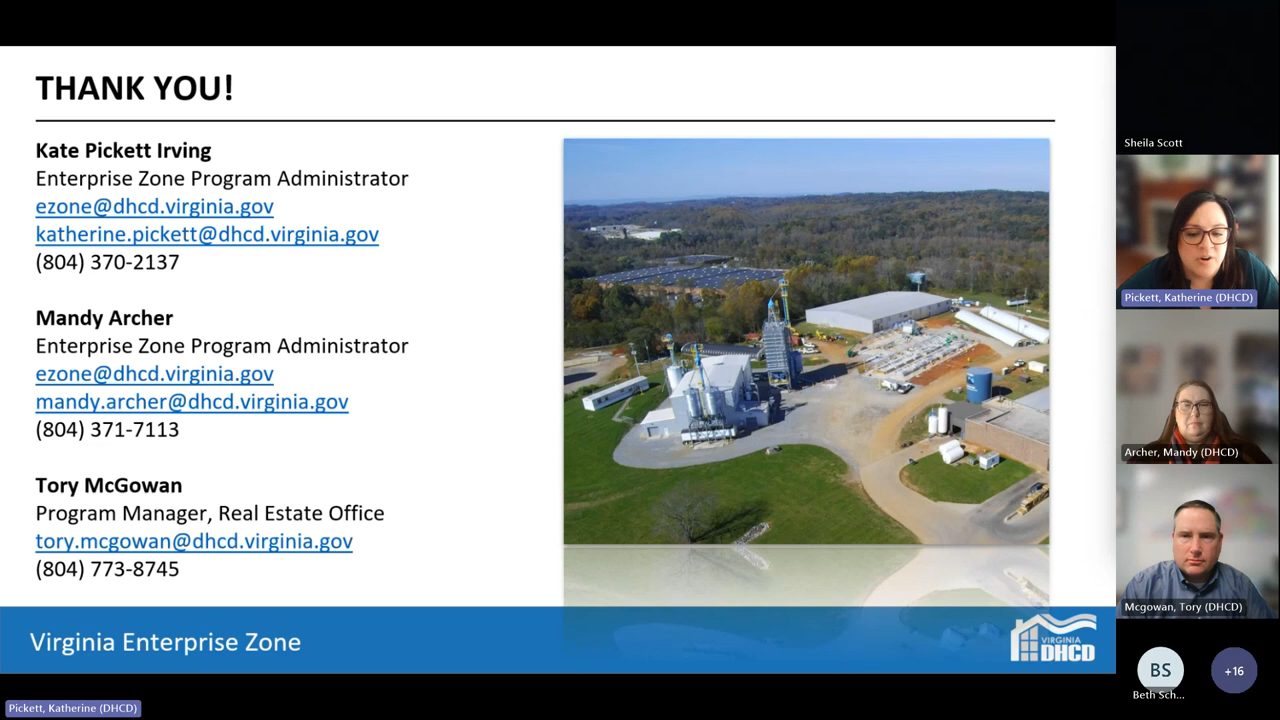 THANK YOU!
Kate Pickett Irving
Enterprise Zone Program Administrator
ezone@dhcd.virginia.gov
katherine.pickett@dhcd.virginia.gov
(804) 370-2137
Mandy Archer
Enterprise Zone Program Administrator
ezone@dhcd.virginia.gov
mandy.archer@dhcd.virginia.gov
(804) 371-7113
Tory McGowan
Program Manager, Real Estate Office
tory.mcgowan@dhcd.virginia.gov
(804) 773-8745
Virginia Enterprise Zone
VIRGINIA
DHCD
Pickett, Katherine (DHCD)
Sheila Scott
Pickett, Katherine (DHCD)
Archer, Mandy (DHCD)
Mcgowan, Tory (DHCD)
BS
Beth Sch...
+16